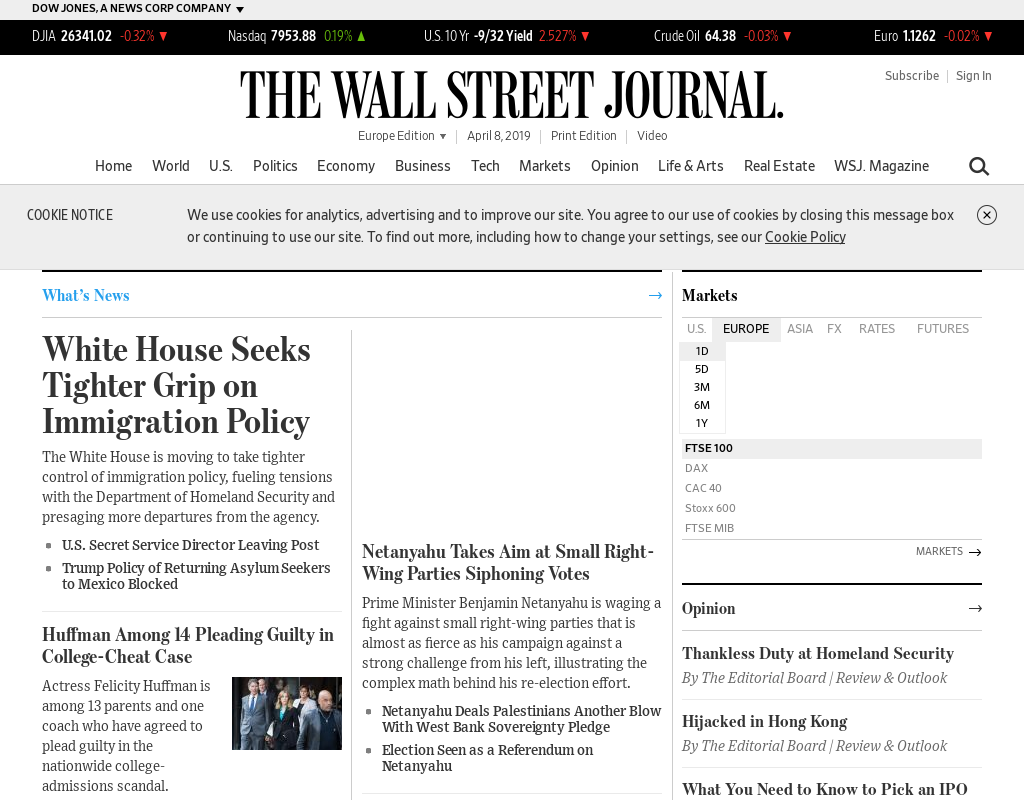 DOW JONES, A NEWS CORP COMPANY
DJIA 26341.02 -0.32%
Nasdaq 7953.88 0.19%
U.S. 10 Yr -9/32 Yield 2.527%
Crude Oil 64.38 -0.03%
Euro 1.1262 -0.02%
Subscribe
Sign In
THE WALL STREET JOURNAL.
Europe Edition
April 8, 2019
Print Edition
Video
Home World U.S. Politics Economy Business Tech Markets Opinion Life & Arts Real Estate WSJ. Magazine
COOKIE NOTICE
We use cookies for analytics, advertising and to improve our site. You agree to our use of cookies by closing this message box
or continuing to use our site. To find out more, including how to change your settings, see our Cookie Policy
What's News
White House Seeks
Tighter Grip on
Immigration Policy
The White House is moving to take tighter
control of immigration policy, fueling tensions
with the Department of Homeland Security and
presaging more departures from the agency.
U.S. Secret Service Director Leaving Post
Trump Policy of Returning Asylum Seekers
to Mexico Blocked
Huffman Among 14 Pleading Guilty in
College-Cheat Case
Actress Felicity Huffman is
among 13 parents and one
coach who have agreed to
plead guilty in the
nationwide college-
admissions scandal.
Netanyahu Takes Aim at Small Right-
Wing Parties Siphoning Votes
Prime Minister Benjamin Netanyahu is waging a
fight against small right-wing parties that is
almost as fierce as his campaign against a
strong challenge from his left, illustrating the
complex math behind his re-election effort.
Netanyahu Deals Palestinians Another Blow
With West Bank Sovereignty Pledge
Election Seen as a Referendum on
Netanyahu
Markets
U.S. EUROPE ASIA FX RATES FUTURES
1D
5D
3M
6M
1Y
FTSE 100
DAX
CAC 40
Stoxx 600
FTSE MIB
MARKETS
Opinion
Thankless Duty at Homeland Security
By The Editorial Board | Review & Outlook
Hijacked in Hong Kong
By The Editorial Board | Review & Outlook
What You Need to Know to Pick an IPO